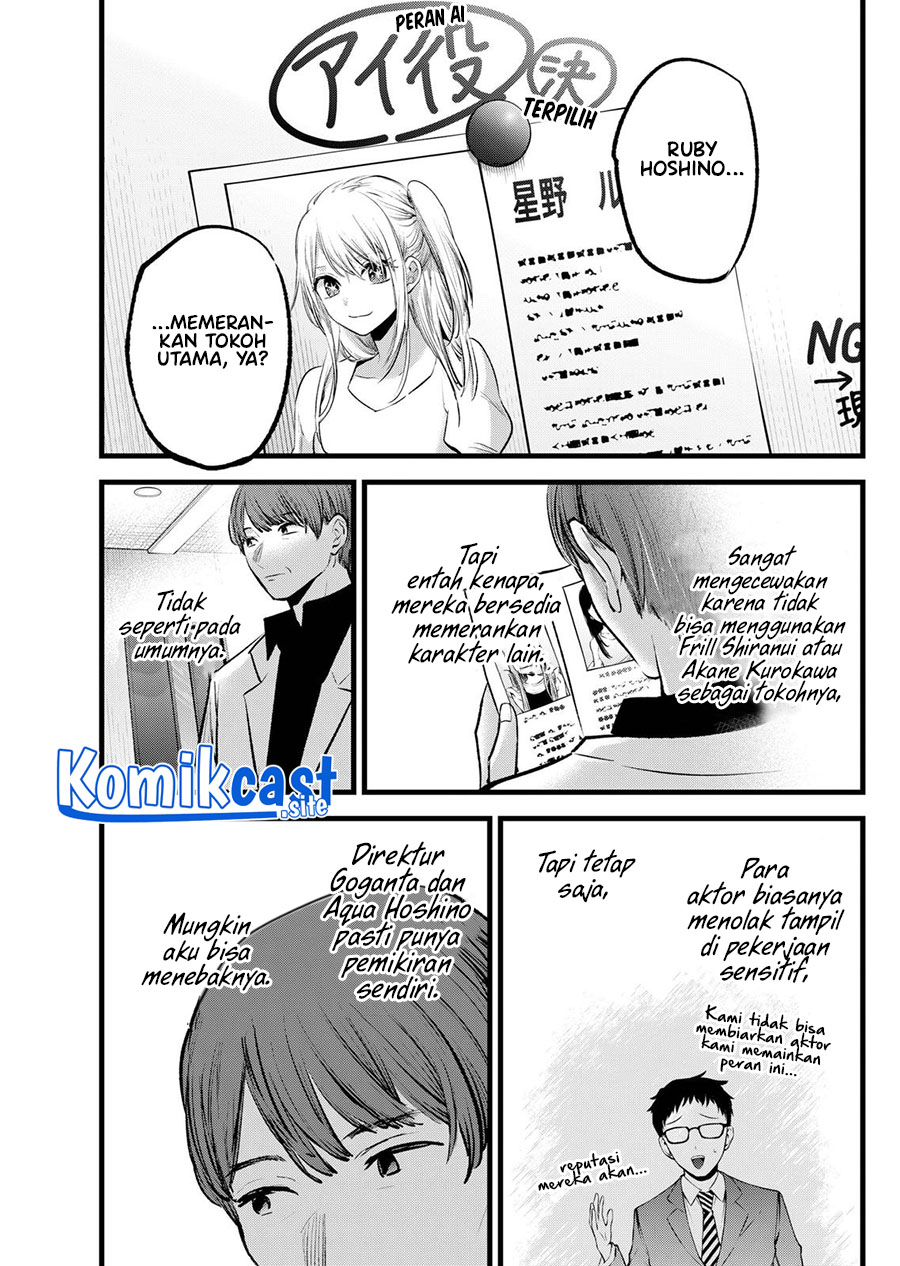 PERAN AI
アイ役
決
TERPILIH
RUBY
HOSHINO...
星野 ル
...MEMERAN-
KAN TOKOH
UTAMA, YA?
NG
→
現
Sangat
mengecewakan
karena tidak
bisa menggunakan
Frill Shiranui atau
Akane Kurokawa
sebagai tokohnya,
Tapi
entah kenapa,
mereka bersedia
memerankan
karakter lain.
Tidak
seperti pada
umumnya.
Komikcast
.site
Para
aktor biasanya
menolak tampil
di pekerjaan
sensitif,
Kami tidak bisa
membiarkan aktor
kami memainkan
peran ini...
reputasi
mereka akan...
Tapi tetap
saja,
Direktur
Goganta dan
Aqua Hoshino
pasti punya
pemikiran
sendiri.
Mungkin
aku bisa
menebaknya.